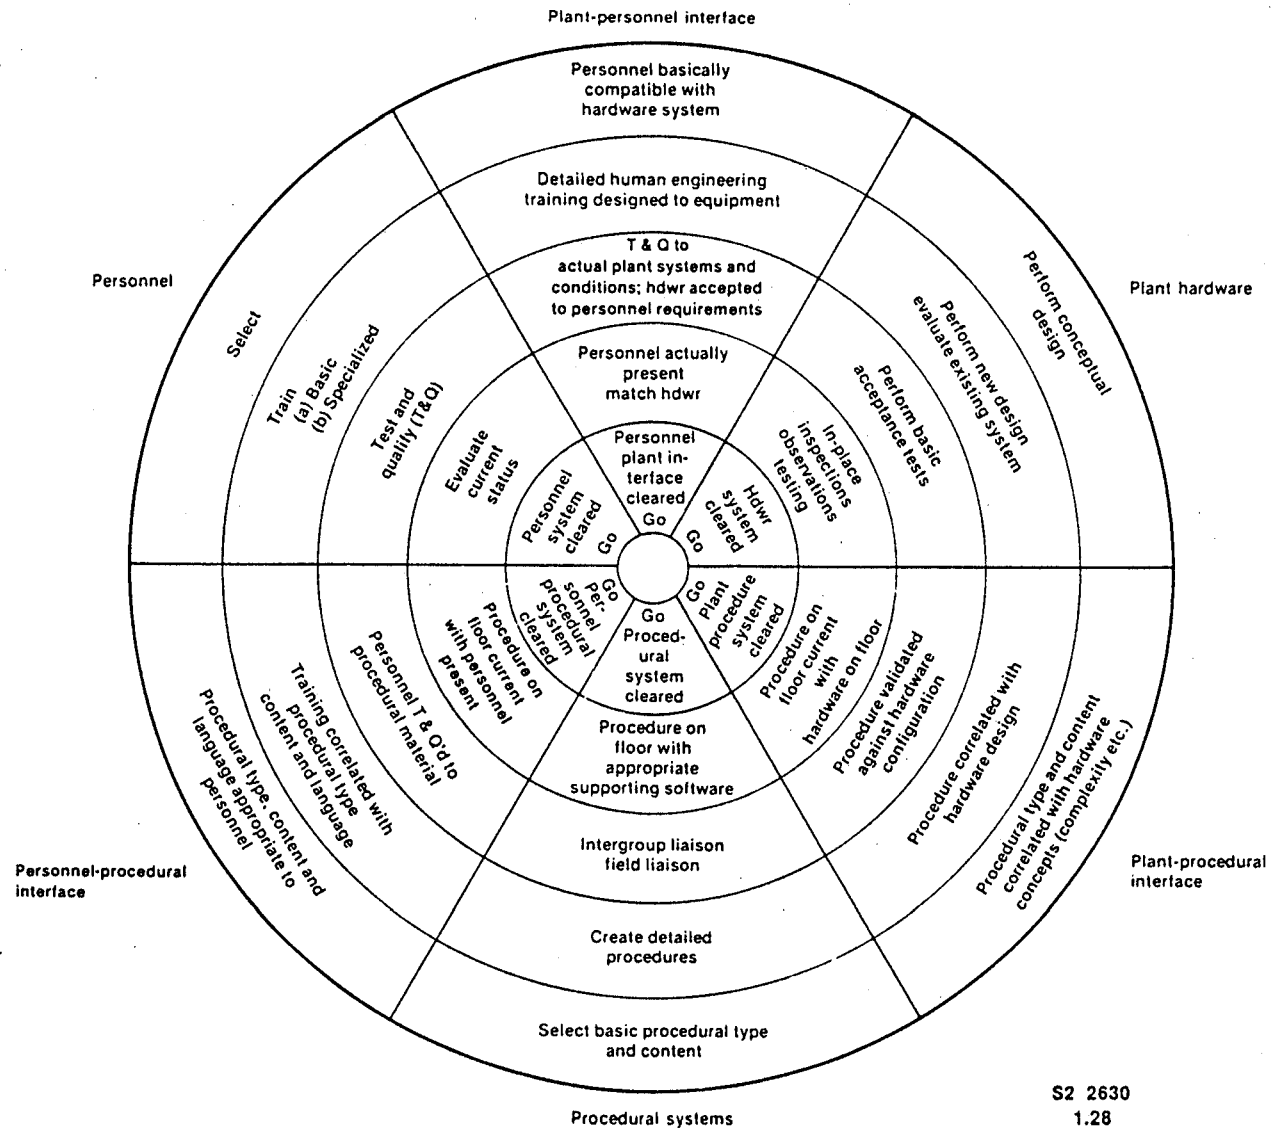 Plant-personnel interface
Personnel basically
compatible with
hardware system
Detailed human engineering
training designed to equipment
T & Q to
actual plant systems and
conditions; hdwr accepted
to personnel requirements
Personnel actually
present
match hdwr
Personnel
plant in-
terface
cleared
Go
Plant hardware
Perform conceptual
design
Perform new design
evaluate existing system
Perform basic
acceptance tests
In-place
inspections
observations
testing
Hdwr
system
cleared
Go
Plant-procedural
interface
Procedural type and content
correlated with hardware
concepts (complexity etc.)
Procedure correlated with
hardware design
Procedure validated
against hardware
configuration
Procedure on
floor current
with
hardware on floor
Plant
procedure
system
cleared
Go
Go
Proced-
ural
system
cleared
Procedure on
floor with
appropriate
supporting software
Intergroup liaison
field liaison
Create detailed
procedures
Select basic procedural type
and content
Procedural systems
Personnel-procedural
interface
Procedural type, content and
language appropriate to
personnel
Training correlated with
procedural type
content and language
Personnel T & Q'd to
procedural material
Procedure on
floor current
with personnel
present
Go
Per-
sonnel
procedural
system
cleared
Personnel
Select
Train
(a) Basic
(b) Specialized
Test and
quality (T&Q)
Evaluate
current
status
Personnel
system
cleared
Go
S2 2630
1.28